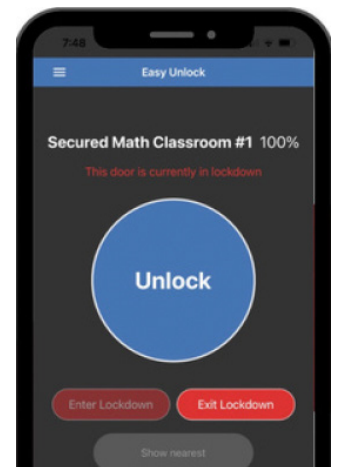 7:48
Easy Unlock
Secured Math Classroom #1 100%
This door is currently in lockdown
Unlock
Enter Lockdown Exit Lockdown
Show nearest